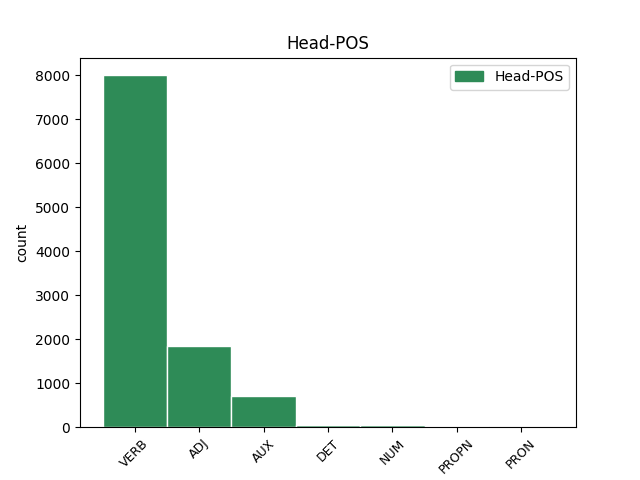 Head-POS
Head-POS
8000
7000
6000
5000
4000
3000
2000
1000
0
count
VERB
ADJ
AUX
DET
NUM
PROPN
PRON